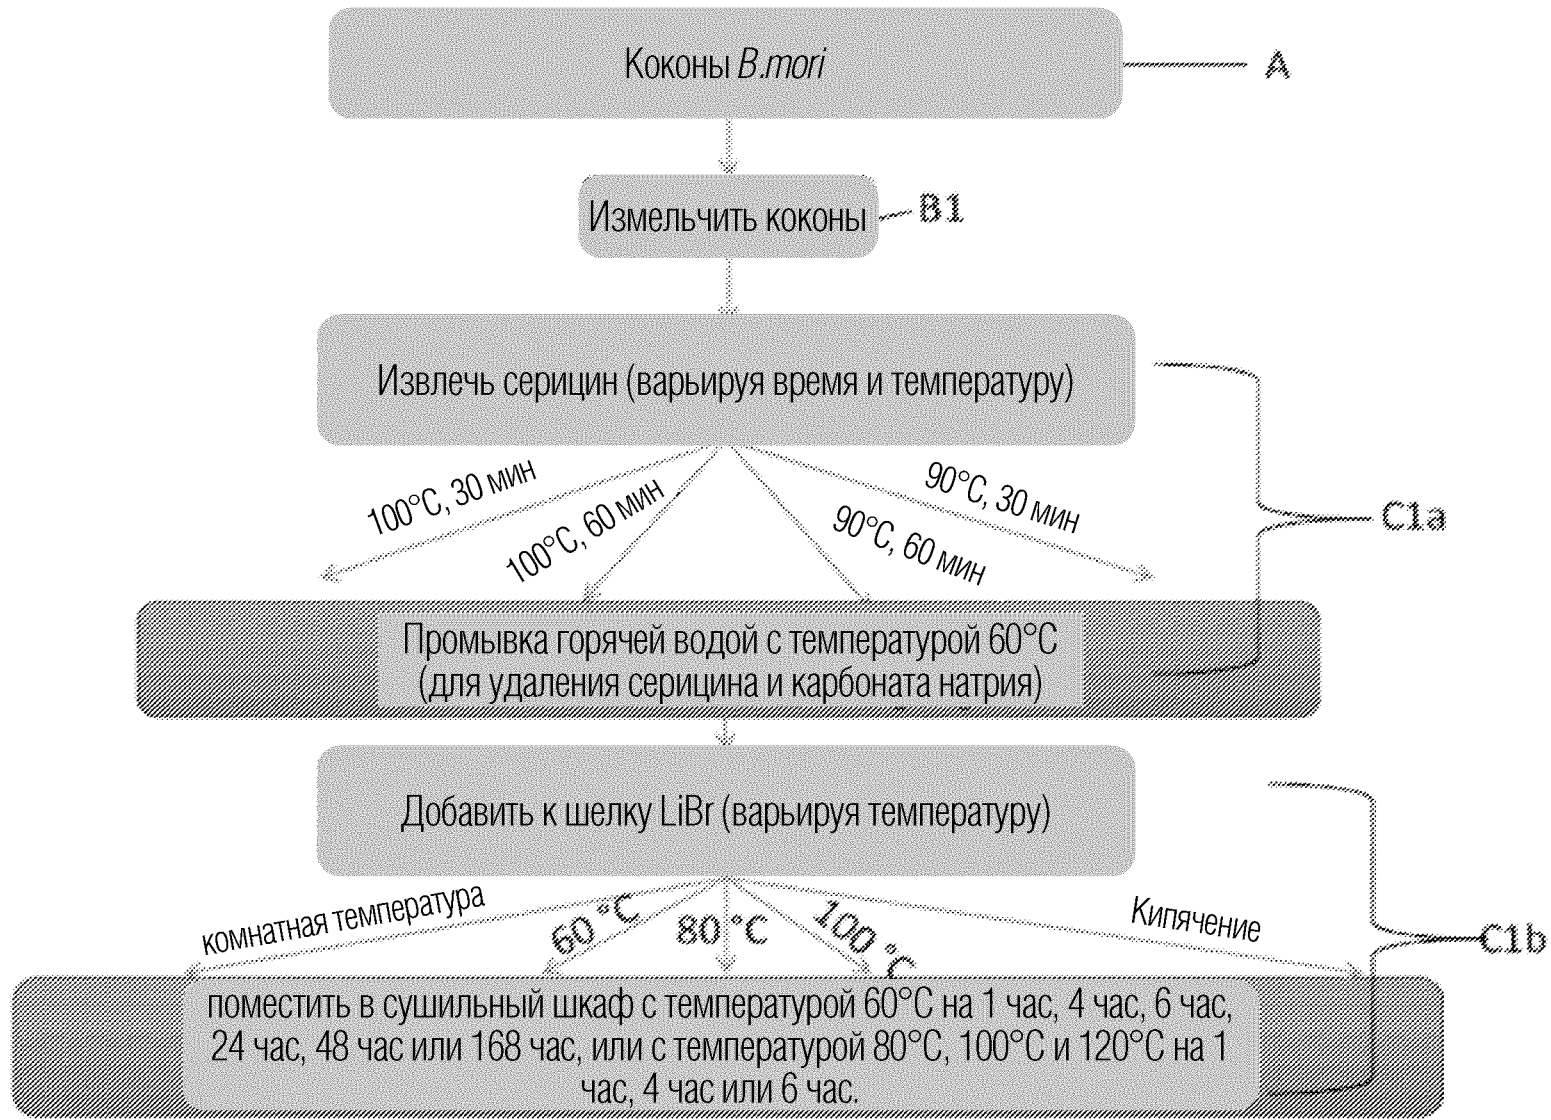 Коконы B.mori
A
Измельчить коконы
B1
Извлечь серицин (варьируя время и температуру)
100°C, 30 мин
100°C, 60 мин
90°C, 60 мин
90°C, 30 мин
C1a
Промывка горячей водой с температурой 60°C
(для удаления серицина и карбоната натрия)
Добавить к шелку LiBr (варьируя температуру)
комнатная температура
60 °C
80 °C
100 °C
Кипячение
C1b
поместить в сушильный шкаф с температурой 60°C на 1 час, 4 час, 6 час,
24 час, 48 час или 168 час, или с температурой 80°C, 100°C и 120°C на 1
час, 4 час или 6 час.